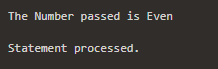 The Number passed is Even
Statement processed.